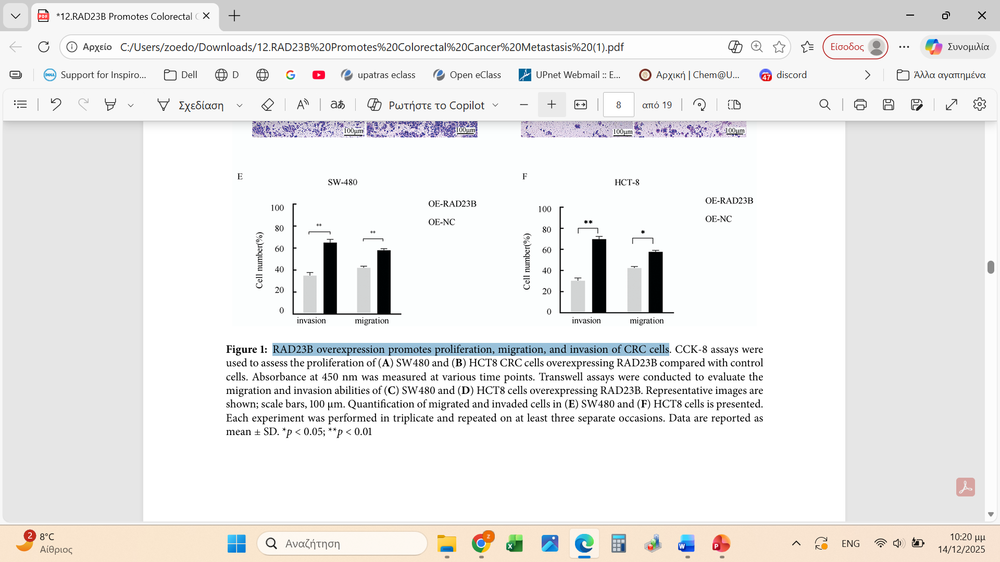 *12.RAD23B Promotes Colorectal
Αρχείο C:/Users/zoedo/Downloads/12.RAD23B%20Promotes%20Colorectal%20Cancer%20Metastasis%20(1).pdf
Είσοδος
Συνομιλία
Support for Inspiro...
Dell
D
upatras eclass
Open eClass
UPnet Webmail :: E...
Αρχική | Chem@U...
47
discord
Άλλα αγαπημένα
Σχεδίαση
aあ
Ρωτήστε το Copilot
8 από 19
100μm 100μm 100μm 100μm
E
SW-480
OE-RAD23B
OE-NC
Cell number(%)
100
80
60
40
20
0
** **
invasion migration
F
HCT-8
OE-RAD23B
OE-NC
Cell number(%)
100
80
60
40
20
0
** *
invasion migration
Figure 1: RAD23B overexpression promotes proliferation, migration, and invasion of CRC cells. CCK-8 assays were
used to assess the proliferation of (A) SW480 and (B) HCT8 CRC cells overexpressing RAD23B compared with control
cells. Absorbance at 450 nm was measured at various time points. Transwell assays were conducted to evaluate the
migration and invasion abilities of (C) SW480 and (D) HCT8 cells overexpressing RAD23B. Representative images are
shown; scale bars, 100 μm. Quantification of migrated and invaded cells in (E) SW480 and (F) HCT8 cells is presented.
Each experiment was performed in triplicate and repeated on at least three separate occasions. Data are reported as
mean ± SD. *p < 0.05; **p < 0.01
2
8°C
Αίθριος
Αναζήτηση
ENG
10:20 μμ
14/12/2025